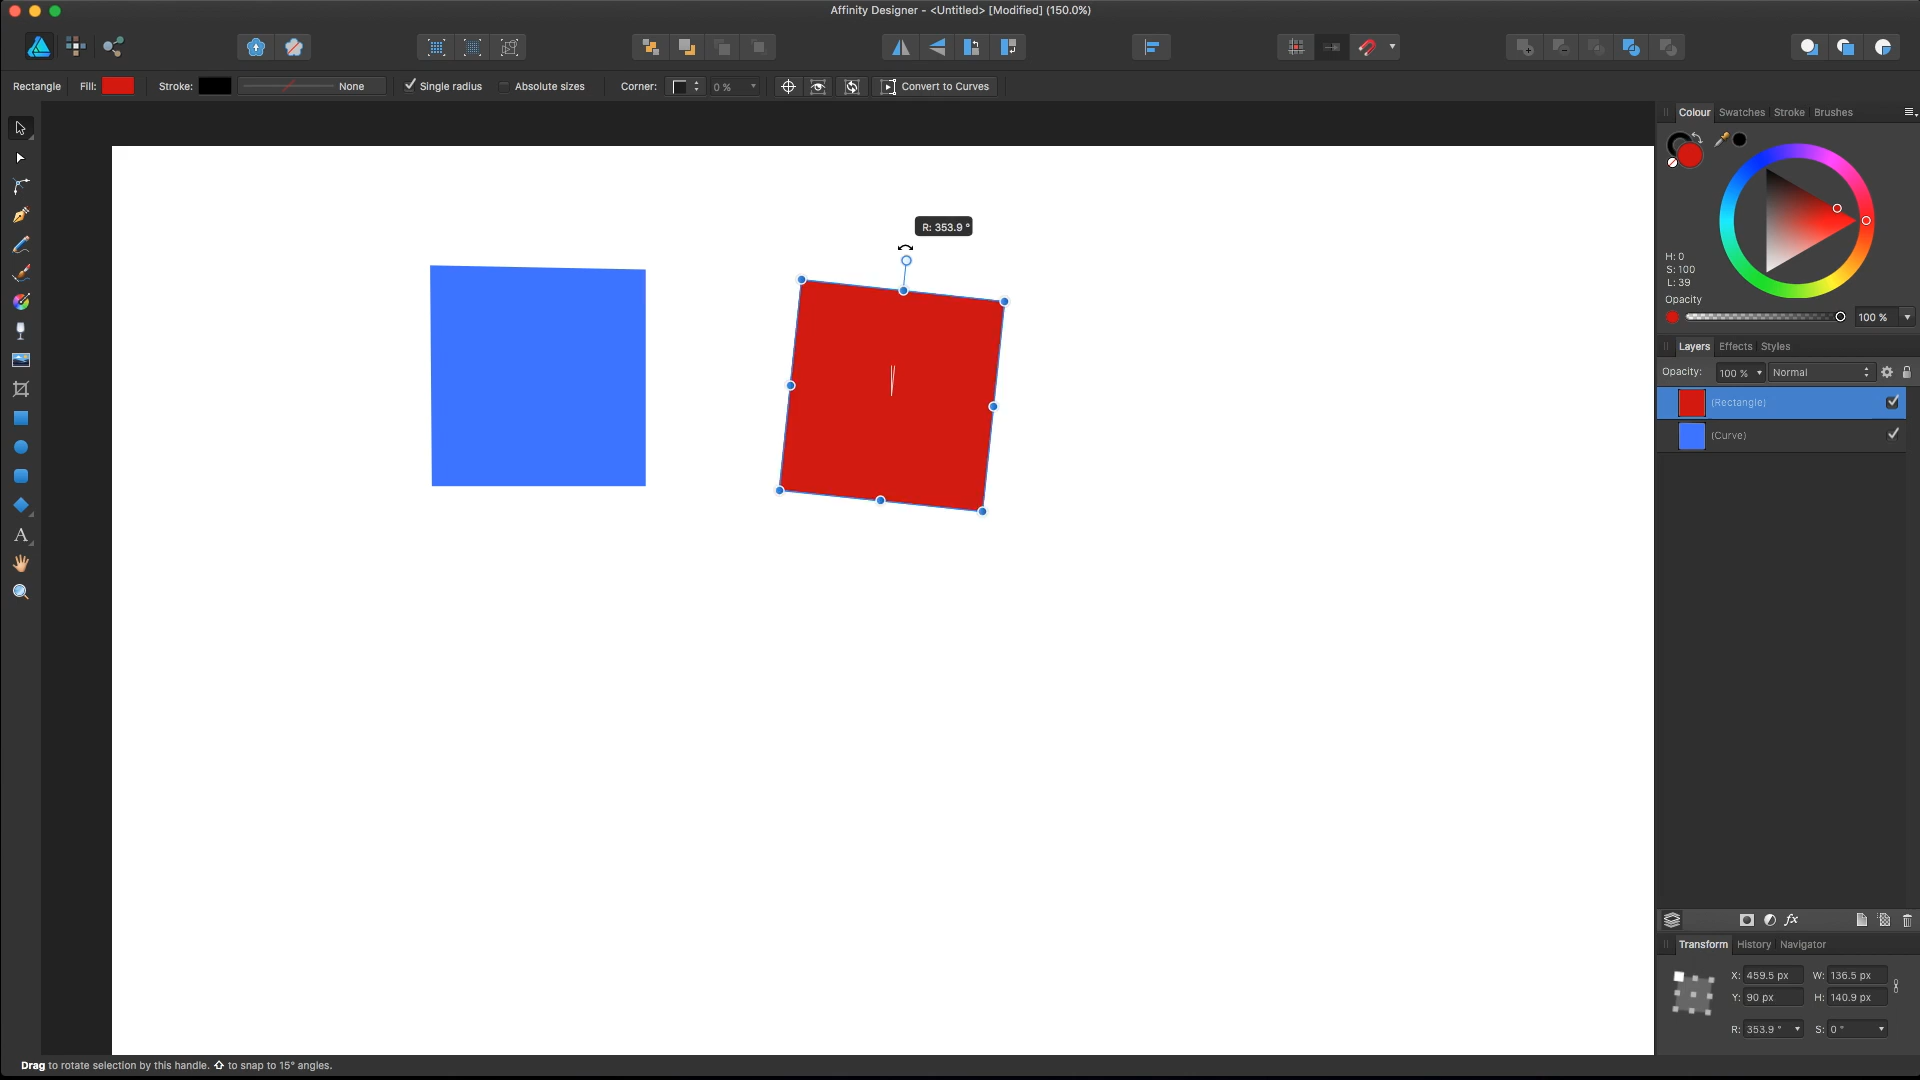 Affinity Designer - <Untitled> [Modified] (150.0%)
Rectangle Fill: Stroke: None Single radius Absolute sizes Corner: 0 % Convert to Curves
Colour Swatches Stroke Brushes
R: 353.9 °
H: 0
S: 100
L: 39
Opacity
100 %
Layers Effects Styles
Opacity: 100 % Normal
(Rectangle)
(Curve)
fx
Transform History Navigator
X: 459.5 px W: 136.5 px
Y: 90 px H: 140.9 px
R: 353.9 ° S: 0 °
A
Drag to rotate selection by this handle. ⇧ to snap to 15° angles.